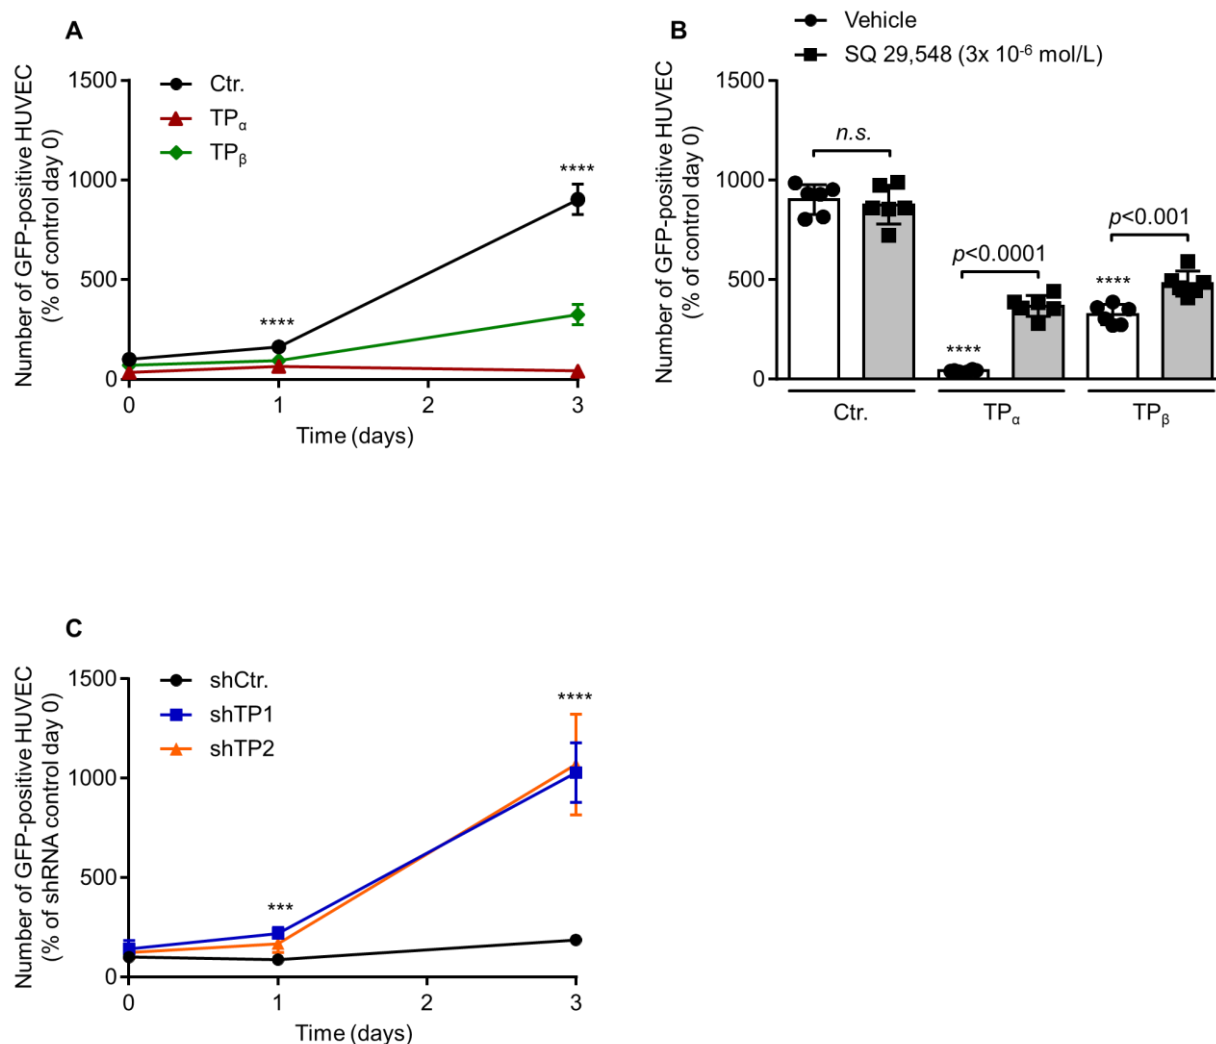 A
Number of GFP-positive HUVEC
(% of control day 0)
1500
1000
500
0
Ctr.
TPα
TPβ
****
****
0
1
2
3
Time (days)
B
Vehicle
SQ 29,548 (3x 10⁻⁶ mol/L)
Number of GFP-positive HUVEC
(% of control day 0)
1500
1000
500
0
n.s.
p<0.0001
p<0.001
****
****
Ctr.
TPα
TPβ
C
Number of GFP-positive HUVEC
(% of shRNA control day 0)
1500
1000
500
0
shCtr.
shTP1
shTP2
***
****
0
1
2
3
Time (days)